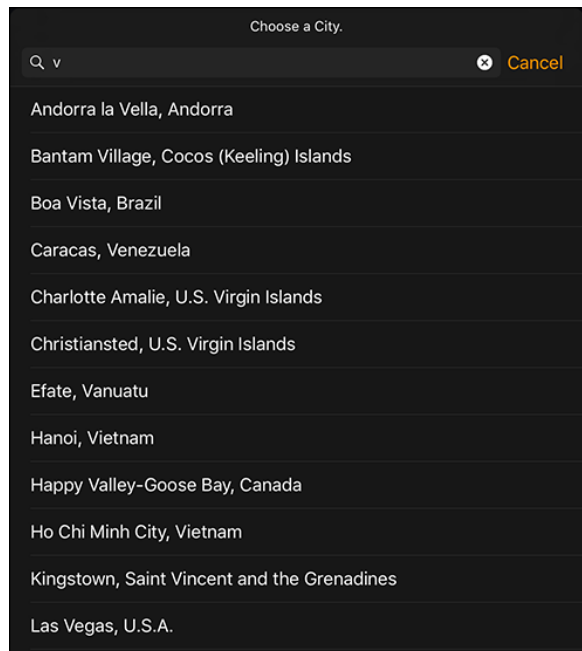 Choose a City.
v Cancel
Andorra la Vella, Andorra
Bantam Village, Cocos (Keeling) Islands
Boa Vista, Brazil
Caracas, Venezuela
Charlotte Amalie, U.S. Virgin Islands
Christiansted, U.S. Virgin Islands
Efate, Vanuatu
Hanoi, Vietnam
Happy Valley-Goose Bay, Canada
Ho Chi Minh City, Vietnam
Kingstown, Saint Vincent and the Grenadines
Las Vegas, U.S.A.